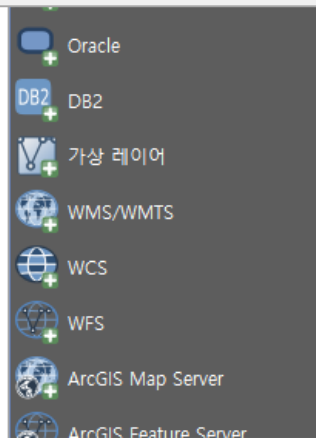 Oracle
DB2 DB2
가상 레이어
WMS/WMTS
WCS
WFS
ArcGIS Map Server
ArcGIS Feature Server